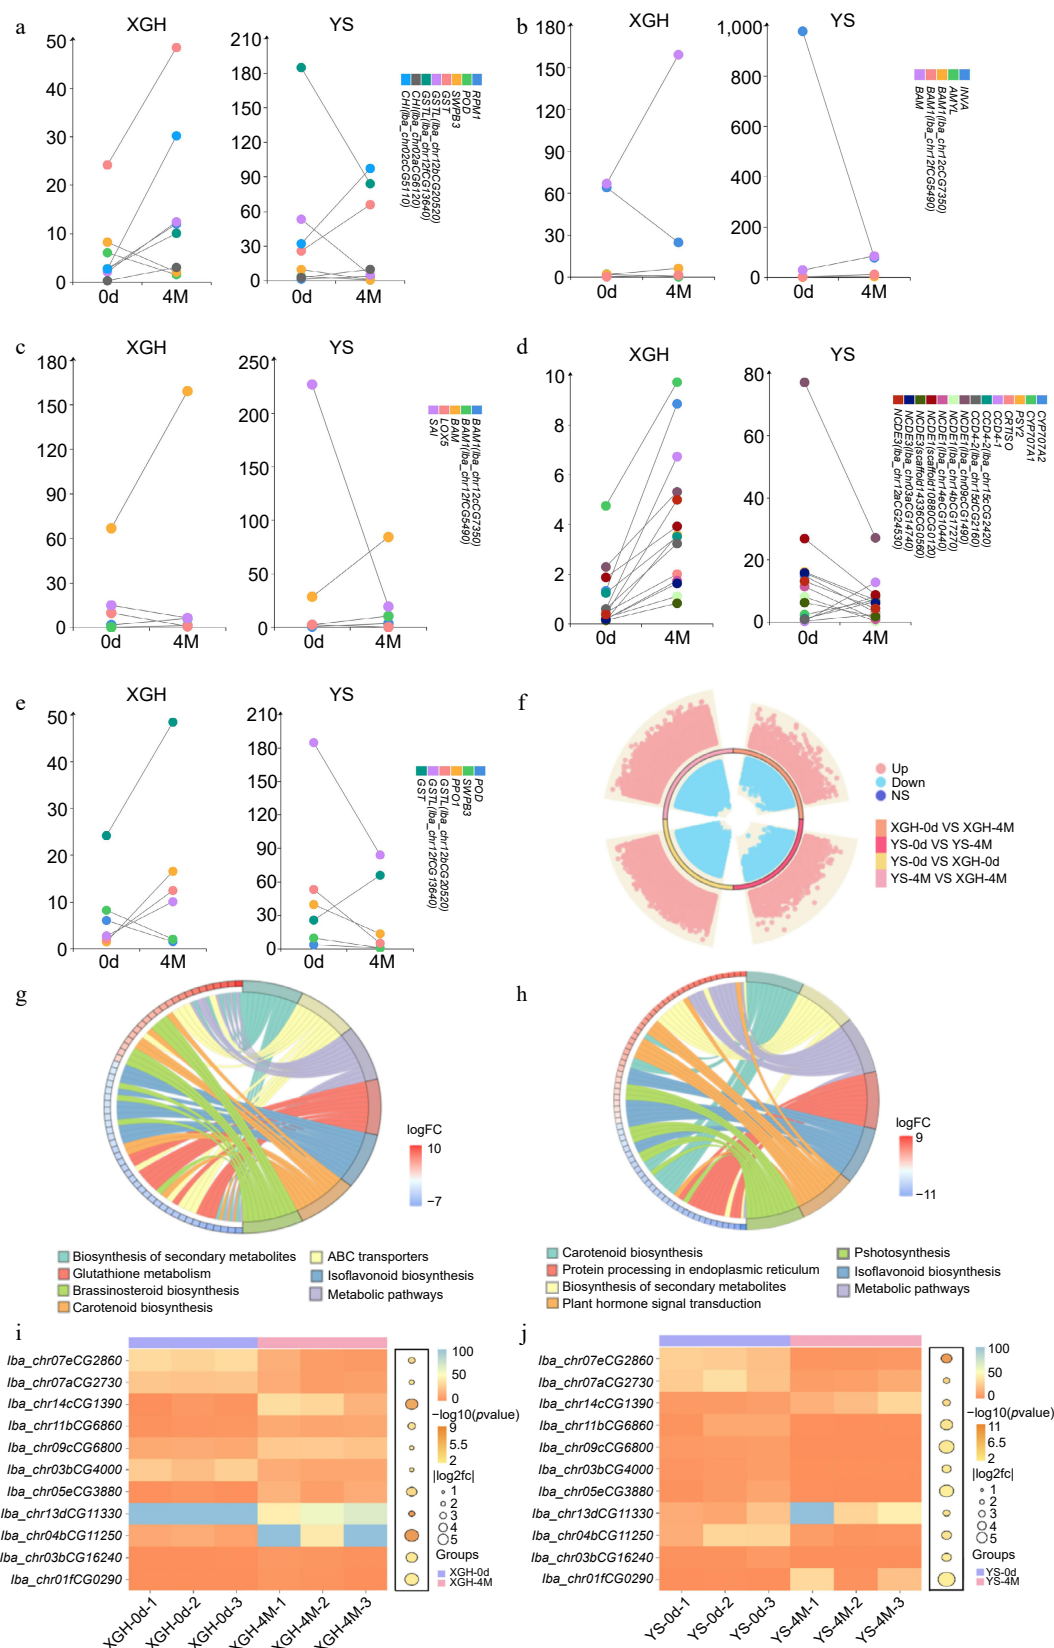 a
XGH
YS
50
40
30
20
10
0
0d
4M
210
180
150
120
90
60
30
0
0d
4M
RPM1
POD
SWPB3
GST
GSTL(Iba_chr12bCG20520)
GSTL(Iba_chr12fCG13640)
CHI(Iba_chr02aCG6120)
CHI(Iba_chr02cCG5110)
b
XGH
YS
180
150
120
90
60
30
0
0d
4M
1,000
800
600
400
200
0
0d
4M
INVA
AMYL
BAM1(Iba_chr12cCG7350)
BAM1(Iba_chr12fCG5490)
BAM
c
XGH
YS
180
150
120
90
60
30
0
0d
4M
250
200
150
100
50
0
0d
4M
BAM1(Iba_chr12cCG7350)
BAM1(Iba_chr12fCG5490)
BAM
LOX5
SAI
d
XGH
YS
10
8
6
4
2
0
0d
4M
80
60
40
20
0
0d
4M
CYP707A2
CYP707A1
PSY2
CRTISO
CCD4-1
CCD4-2(Iba_chr15cCG2420)
CCD4-2(Iba_chr15dCG2160)
NCDE1(Iba_chr09cCG1490)
NCDE1(Iba_chr14bCG17270)
NCDE1(Iba_chr14eCG10440)
NCDE1(scaffold10880CG0120)
NCDE3(scaffold14336CG0560)
NCDE3(Iba_chr03aCG14740)
NCDE3(Iba_chr12aCG24530)
e
XGH
YS
50
40
30
20
10
0
0d
4M
210
180
150
120
90
60
30
0
0d
4M
POD
SWPB3
PPO1
GSTL(Iba_chr12bCG20520)
GSTL(Iba_chr12fCG13640)
GST
f
Up
Down
NS
XGH-0d VS XGH-4M
YS-0d VS YS-4M
YS-0d VS XGH-0d
YS-4M VS XGH-4M
g
logFC
10
−7
Biosynthesis of secondary metabolites
Glutathione metabolism
Brassinosteroid biosynthesis
Carotenoid biosynthesis
ABC transporters
Isoflavonoid biosynthesis
Metabolic pathways
h
logFC
9
−11
Carotenoid biosynthesis
Protein processing in endoplasmic reticulum
Biosynthesis of secondary metabolites
Plant hormone signal transduction
Pshotosynthesis
Isoflavonoid biosynthesis
Metabolic pathways
i
Iba_chr07eCG2860
Iba_chr07aCG2730
Iba_chr14cCG1390
Iba_chr11bCG6860
Iba_chr09cCG6800
Iba_chr03bCG4000
Iba_chr05eCG3880
Iba_chr13dCG11330
Iba_chr04bCG11250
Iba_chr03bCG16240
Iba_chr01fCG0290
XGH-0d-1
XGH-0d-2
XGH-0d-3
XGH-4M-1
XGH-4M-2
XGH-4M-3
100
50
0
−log10(pvalue)
9
5.5
2
|log2fc|
1
2
3
4
5
Groups
XGH-0d
XGH-4M
j
Iba_chr07eCG2860
Iba_chr07aCG2730
Iba_chr14cCG1390
Iba_chr11bCG6860
Iba_chr09cCG6800
Iba_chr03bCG4000
Iba_chr05eCG3880
Iba_chr13dCG11330
Iba_chr04bCG11250
Iba_chr03bCG16240
Iba_chr01fCG0290
YS-0d-1
YS-0d-2
YS-0d-3
YS-4M-1
YS-4M-2
YS-4M-3
100
50
0
−log10(pvalue)
11
6.5
2
|log2fc|
1
2
3
4
5
Groups
YS-0d
YS-4M